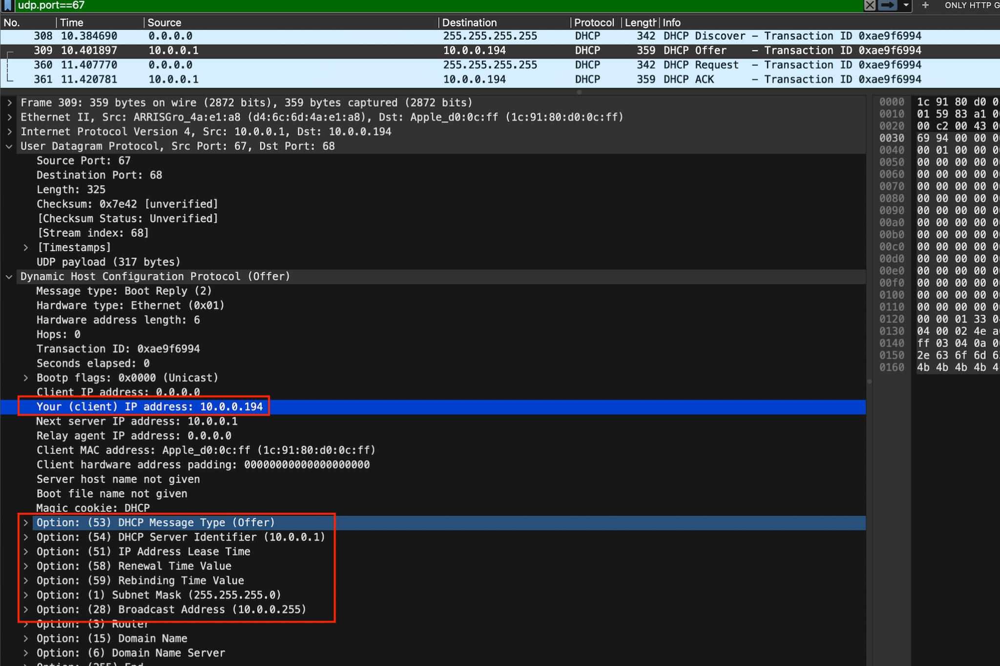 udp.port==67
ONLY HTTP G
No. Time Source Destination Protocol Length Info
308 10.384690 0.0.0.0 255.255.255.255 DHCP 342 DHCP Discover – Transaction ID 0xae9f6994
309 10.401897 10.0.0.1 10.0.0.194 DHCP 359 DHCP Offer – Transaction ID 0xae9f6994
360 11.407770 0.0.0.0 255.255.255.255 DHCP 342 DHCP Request – Transaction ID 0xae9f6994
361 11.420781 10.0.0.1 10.0.0.194 DHCP 359 DHCP ACK – Transaction ID 0xae9f6994
Frame 309: 359 bytes on wire (2872 bits), 359 bytes captured (2872 bits)
Ethernet II, Src: ARRISGro_4a:e1:a8 (d4:6c:6d:4a:e1:a8), Dst: Apple_d0:0c:ff (1c:91:80:d0:0c:ff)
Internet Protocol Version 4, Src: 10.0.0.1, Dst: 10.0.0.194
User Datagram Protocol, Src Port: 67, Dst Port: 68
Source Port: 67
Destination Port: 68
Length: 325
Checksum: 0x7e42 [unverified]
[Checksum Status: Unverified]
[Stream index: 68]
[Timestamps]
UDP payload (317 bytes)
Dynamic Host Configuration Protocol (Offer)
Message type: Boot Reply (2)
Hardware type: Ethernet (0x01)
Hardware address length: 6
Hops: 0
Transaction ID: 0xae9f6994
Seconds elapsed: 0
Bootp flags: 0x0000 (Unicast)
Client IP address: 0.0.0.0
Your (client) IP address: 10.0.0.194
Next server IP address: 10.0.0.1
Relay agent IP address: 0.0.0.0
Client MAC address: Apple_d0:0c:ff (1c:91:80:d0:0c:ff)
Client hardware address padding: 00000000000000000000
Server host name not given
Boot file name not given
Magic cookie: DHCP
Option: (53) DHCP Message Type (Offer)
Option: (54) DHCP Server Identifier (10.0.0.1)
Option: (51) IP Address Lease Time
Option: (58) Renewal Time Value
Option: (59) Rebinding Time Value
Option: (1) Subnet Mask (255.255.255.0)
Option: (28) Broadcast Address (10.0.0.255)
Option: (3) Router
Option: (15) Domain Name
Option: (6) Domain Name Server
Option: (255) End
0000 1c 91 80 d0
0010 01 59 83 a1
0020 00 c2 00 43
0030 69 94 00 00
0040 00 01 00 00
0050 00 00 00 00
0060 00 00 00 00
0070 00 00 00 00
0080 00 00 00 00
0090 00 00 00 00
00a0 00 00 00 00
00b0 00 00 00 00
00c0 00 00 00 00
00d0 00 00 00 00
00e0 00 00 00 00
00f0 00 00 00 00
0100 00 00 00 00
0110 00 00 00 00
0120 00 00 01 33
0130 04 00 02 4e
0140 ff 03 04 0a
0150 2e 63 6f 6d
0160 4b 4b 4b 4b